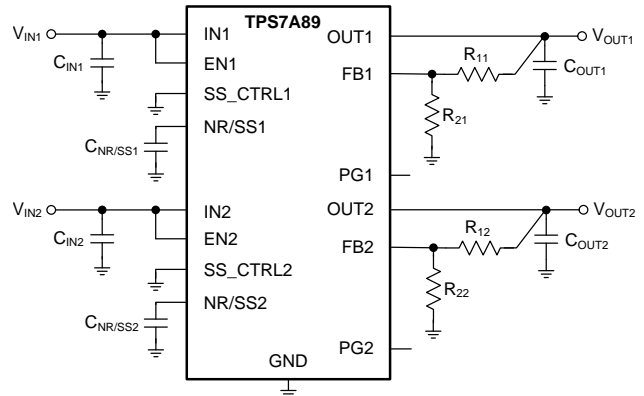 TPS7A89
VIN1
CIN1
IN1
EN1
SS_CTRL1
NR/SS1
CNR/SS1
OUT1
FB1
PG1
R11
R21
VOUT1
COUT1
VIN2
CIN2
IN2
EN2
SS_CTRL2
NR/SS2
CNR/SS2
OUT2
FB2
PG2
R12
R22
VOUT2
COUT2
GND